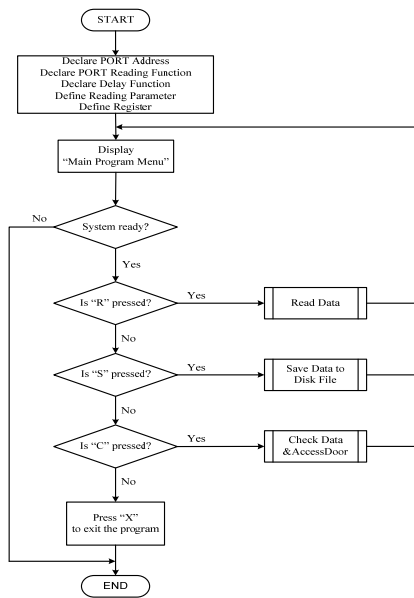 START
Declare PORT Address
Declare PORT Reading Function
Declare Delay Function
Define Reading Parameter
Define Register
Display
“Main Program Menu”
No
System ready?
Yes
Is “R” pressed?
Yes
Read Data
No
Is “S” pressed?
Yes
Save Data to
Disk File
No
Is “C” pressed?
Yes
Check Data
&AccessDoor
No
Press “X”
to exit the program
END